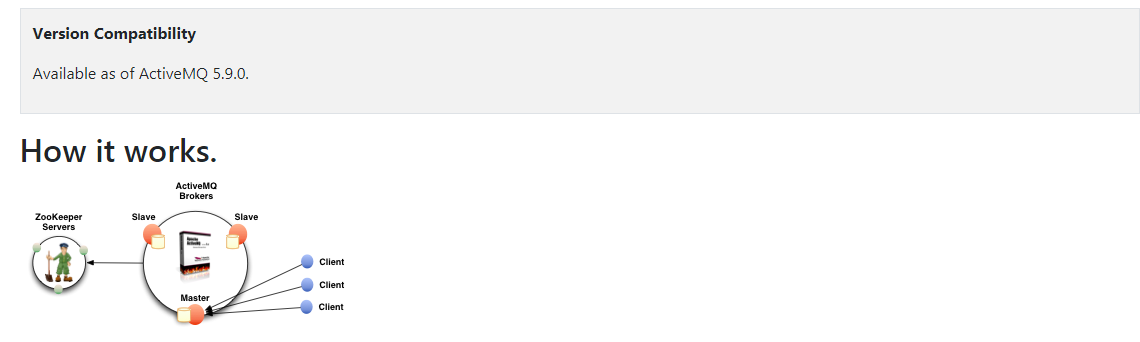 Version Compatibility
Available as of ActiveMQ 5.9.0.
How it works.
ActiveMQ
Brokers
ZooKeeper
Servers
Slave
Slave
Client
Client
Client
Master